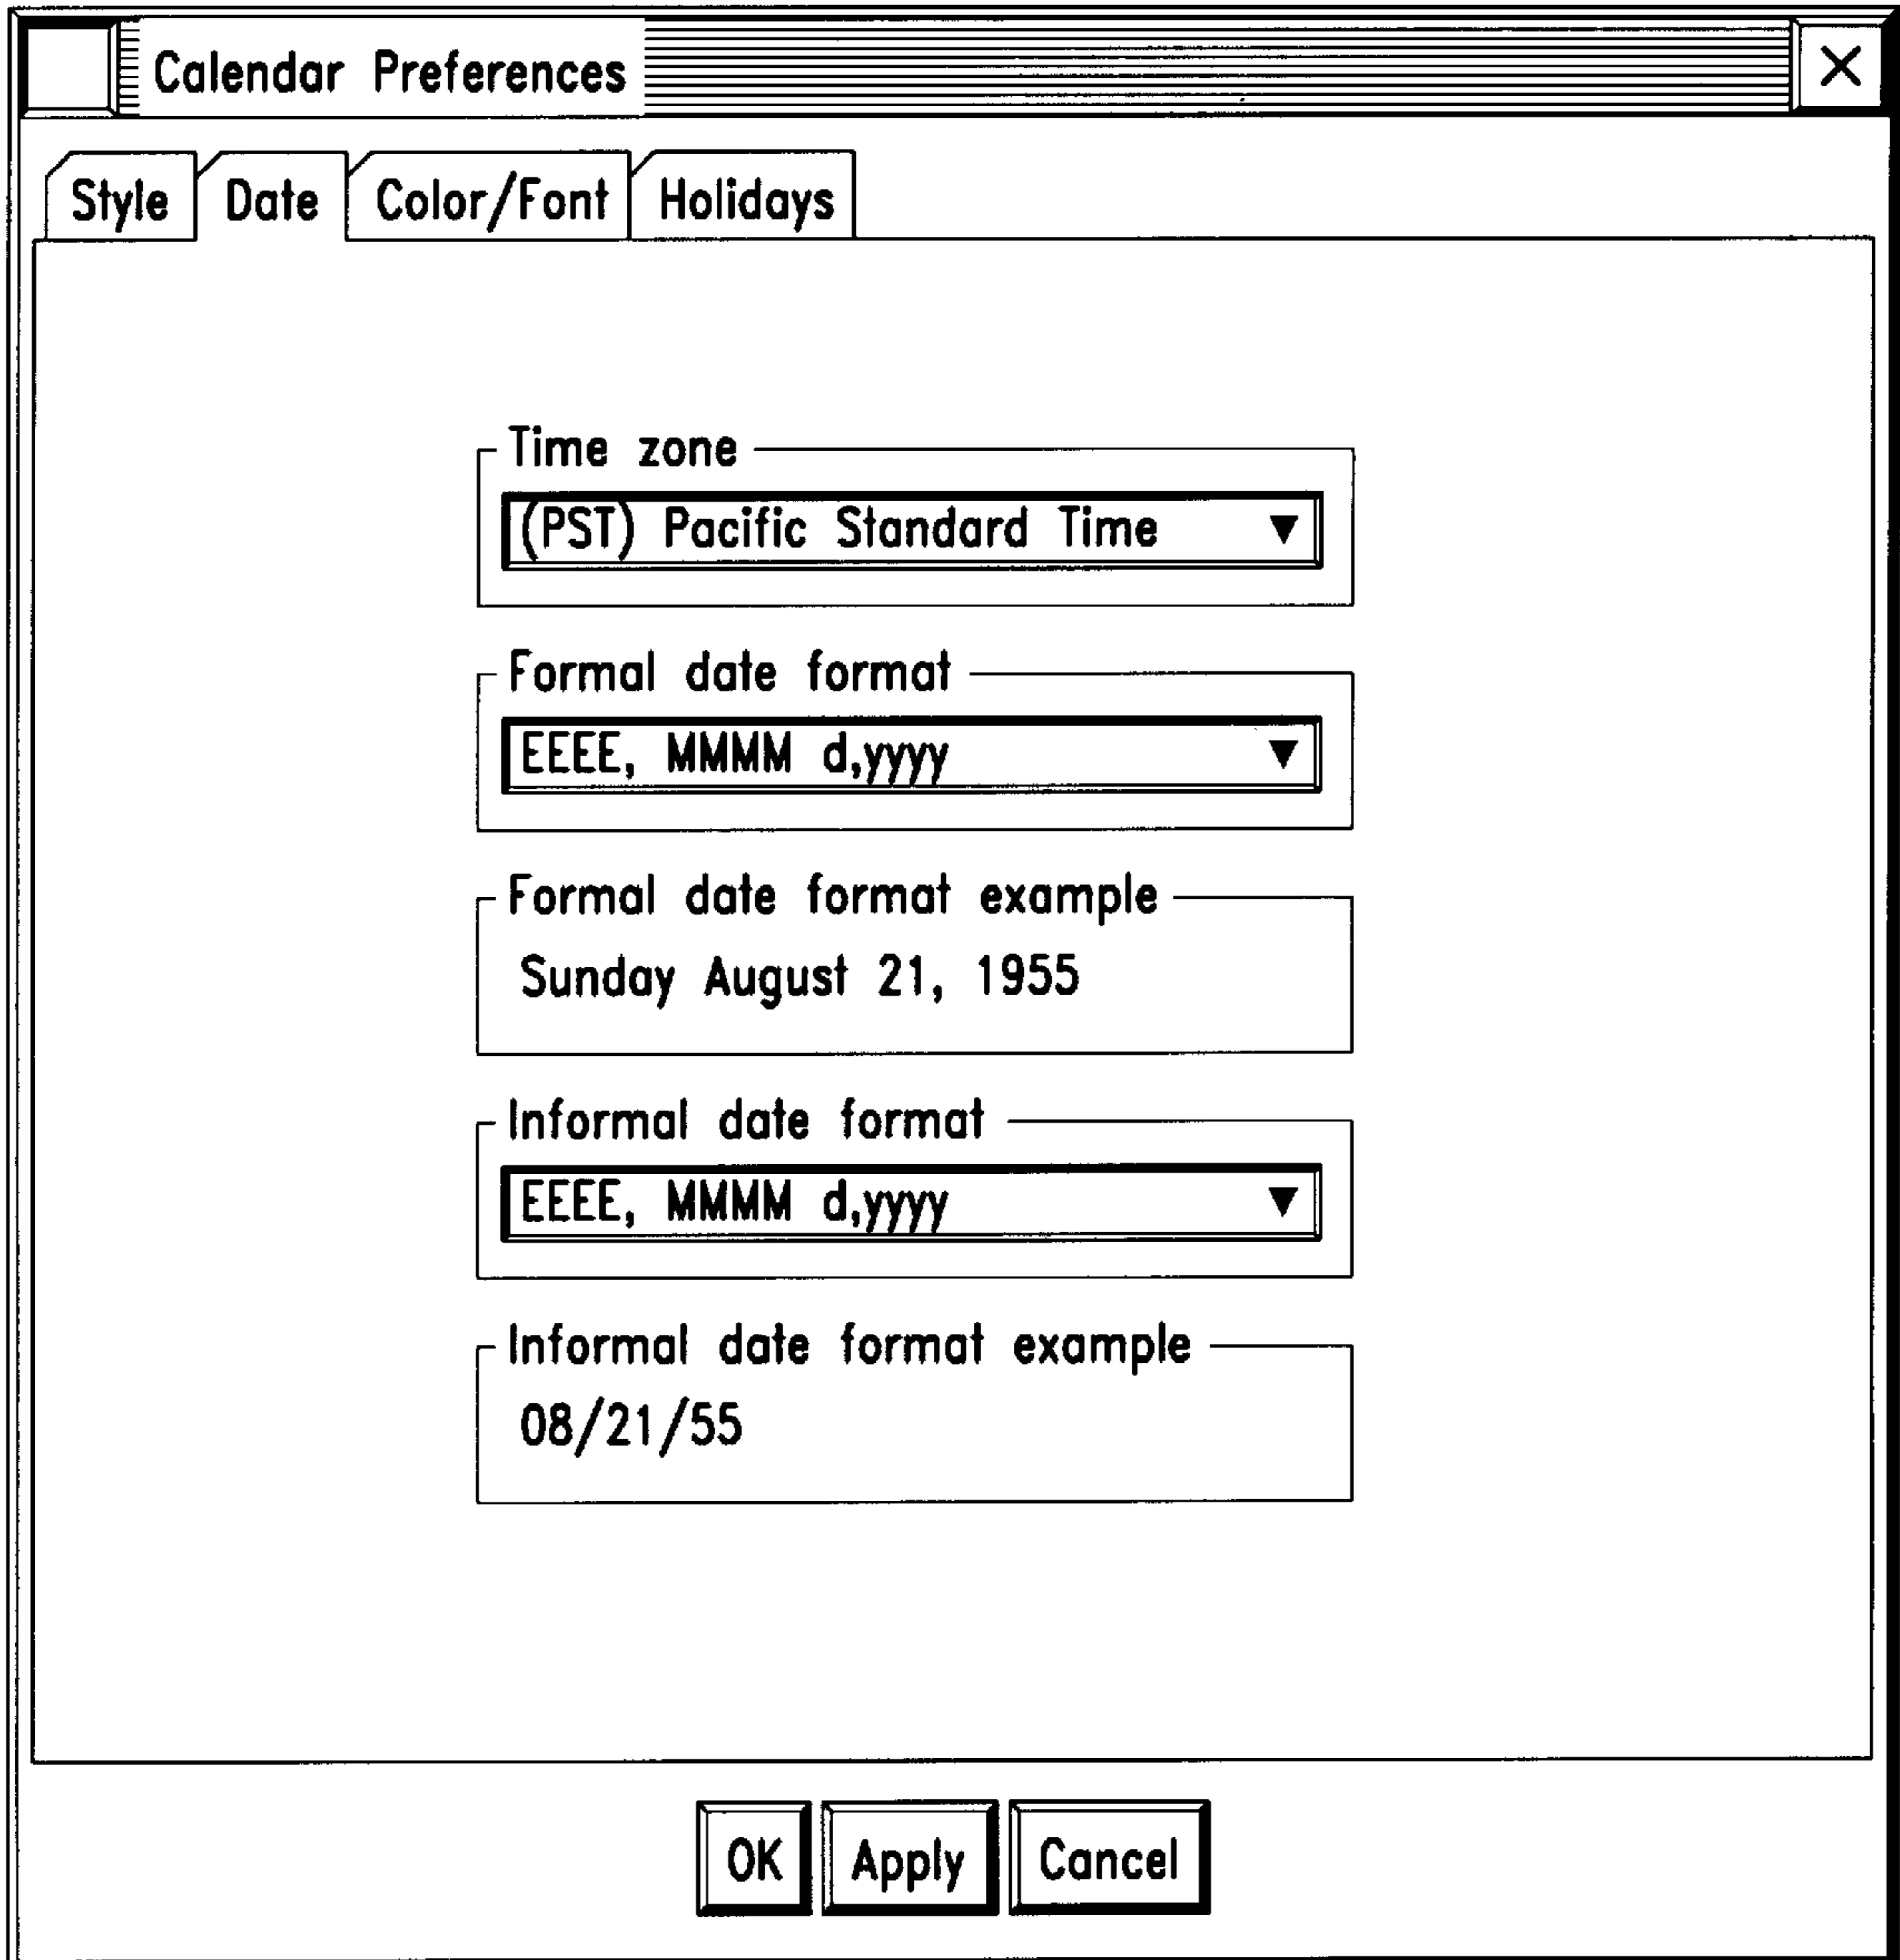 Calendar Preferences
Style Date Color/Font Holidays
Time zone
(PST) Pacific Standard Time
Formal date format
EEEE, MMMM d,yyyy
Formal date format example
Sunday August 21, 1955
Informal date format
EEEE, MMMM d,yyyy
Informal date format example
08/21/55
OK Apply Cancel